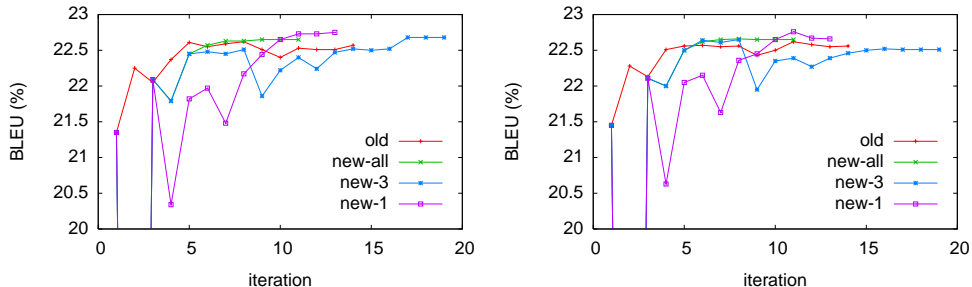 23
22.5
22
21.5
21
20.5
20
BLEU (%)
old
new-all
new-3
new-1
0 5 10 15 20
iteration
23
22.5
22
21.5
21
20.5
20
BLEU (%)
old
new-all
new-3
new-1
0 5 10 15 20
iteration